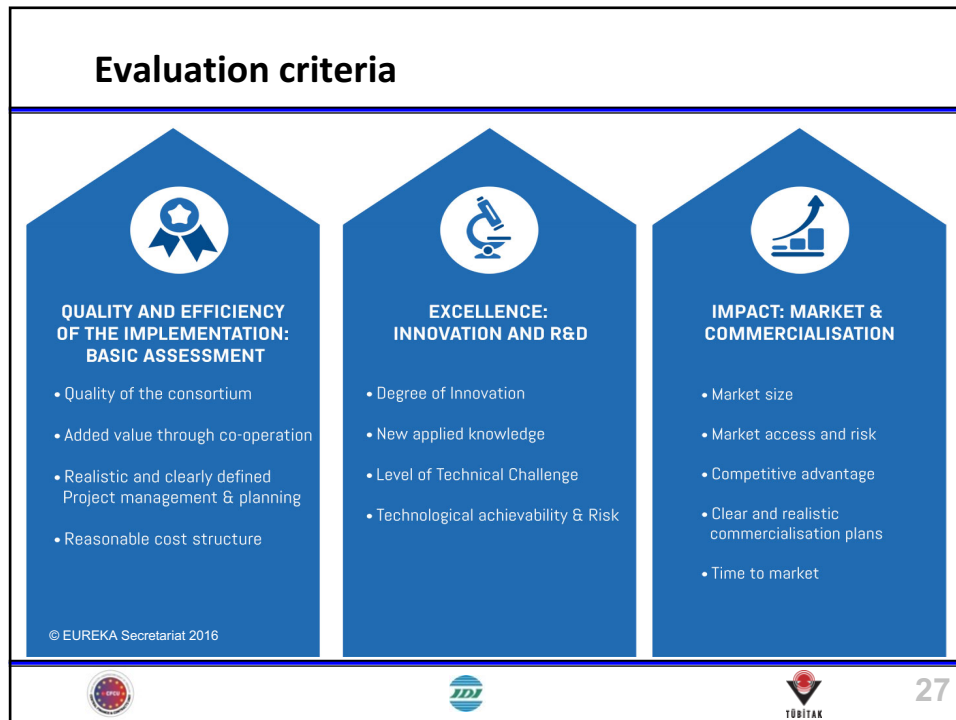 Evaluation criteria
QUALITY AND EFFICIENCY
OF THE IMPLEMENTATION:
BASIC ASSESSMENT
• Quality of the consortium
• Added value through co-operation
• Realistic and clearly defined
Project management & planning
• Reasonable cost structure
© EUREKA Secretariat 2016
EXCELLENCE:
INNOVATION AND R&D
• Degree of Innovation
• New applied knowledge
• Level of Technical Challenge
• Technological achievability & Risk
IMPACT: MARKET &
COMMERCIALISATION
• Market size
• Market access and risk
• Competitive advantage
• Clear and realistic
commercialisation plans
• Time to market
CFCU
TÜBİTAK
27